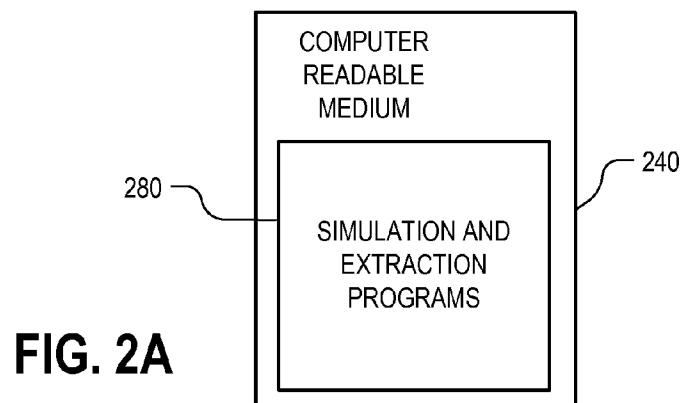 COMPUTER
READABLE
MEDIUM
280
240
SIMULATION AND
EXTRACTION
PROGRAMS
FIG. 2A